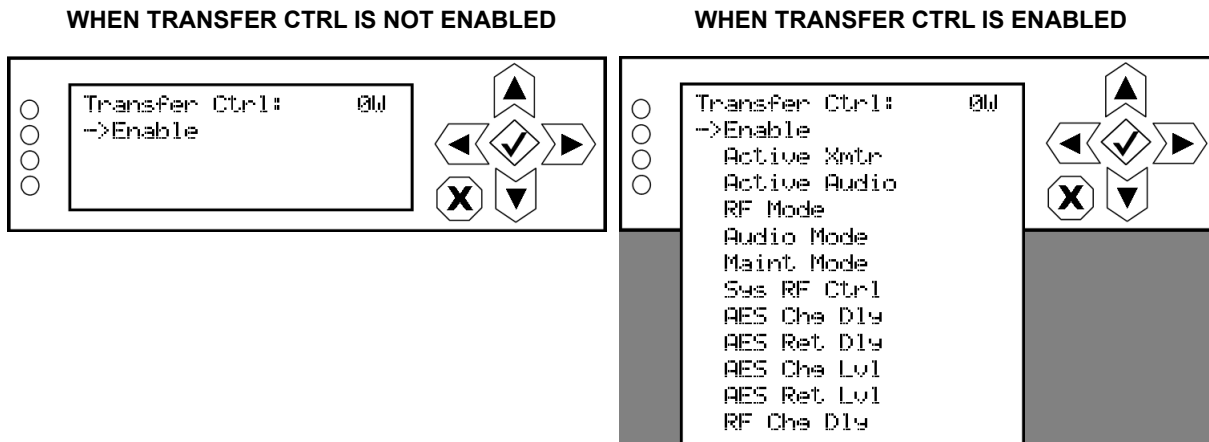 WHEN TRANSFER CTRL IS NOT ENABLED
Transfer Ctrl: 0W
->Enable
X
WHEN TRANSFER CTRL IS ENABLED
Transfer Ctrl: 0W
->Enable
Active Xmtr
Active Audio
RF Mode
Audio Mode
Maint Mode
Sys RF Ctrl
AES Chg Dly
AES Ret Dly
AES Chg Lvl
AES Ret Lvl
RF Chg Dly
X